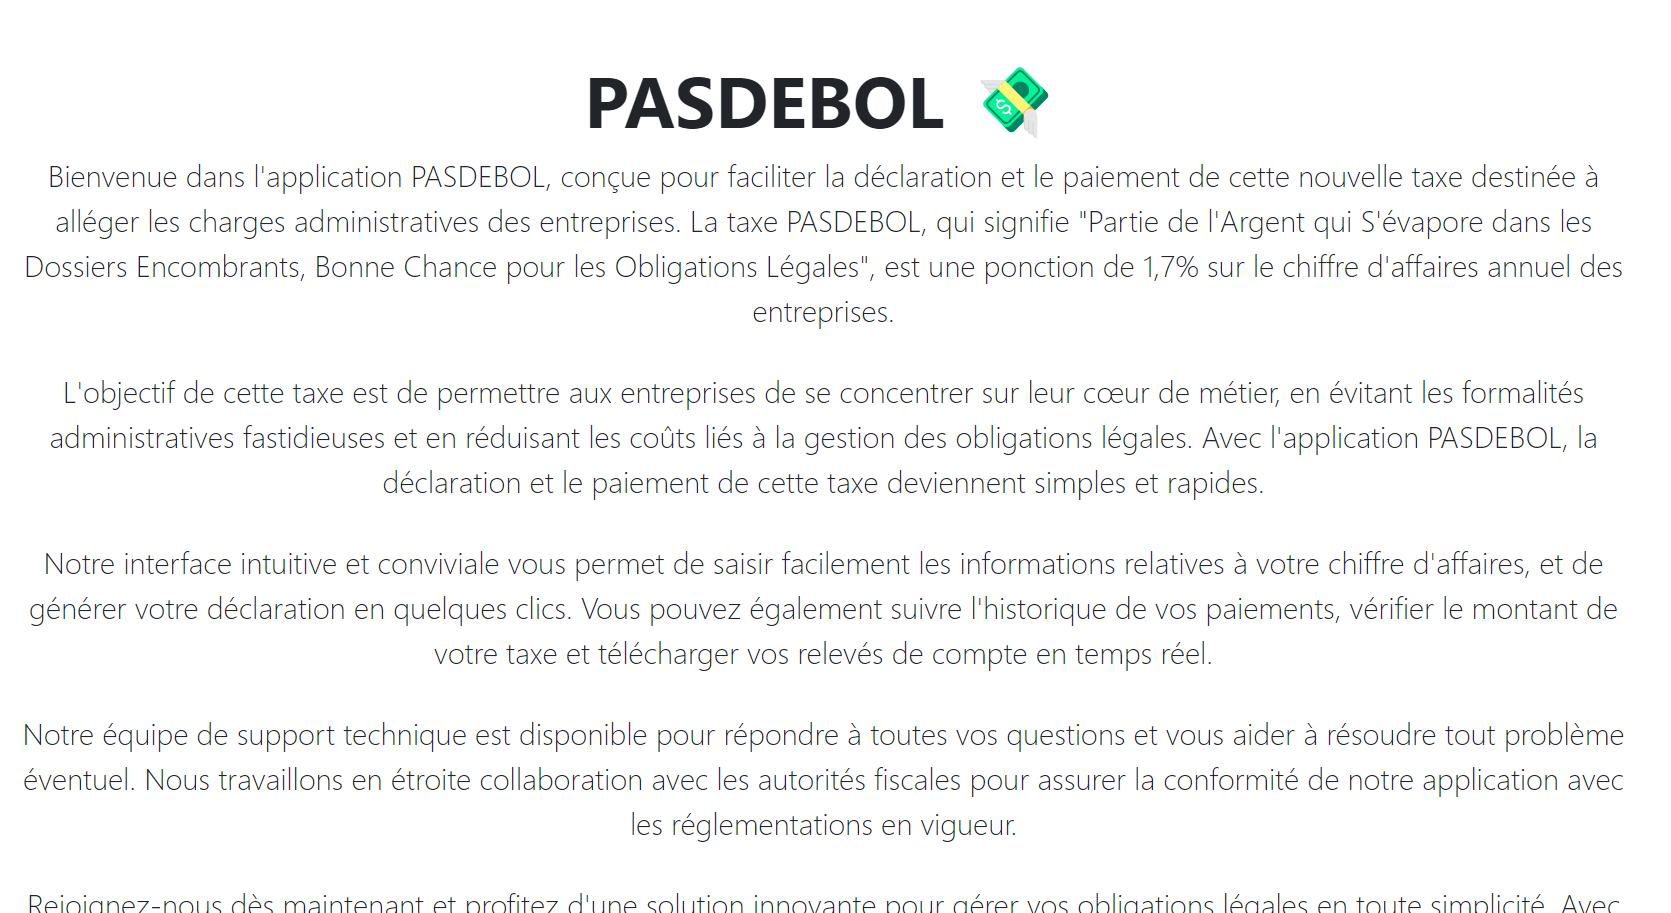 PASDEBOL
Bienvenue dans l'application PASDEBOL, conçue pour faciliter la déclaration et le paiement de cette nouvelle taxe destinée à
alléger les charges administratives des entreprises. La taxe PASDEBOL, qui signifie "Partie de l'Argent qui S'évapore dans les
Dossiers Encombrants, Bonne Chance pour les Obligations Légales", est une ponction de 1,7% sur le chiffre d'affaires annuel des
entreprises.
L'objectif de cette taxe est de permettre aux entreprises de se concentrer sur leur cœur de métier, en évitant les formalités
administratives fastidieuses et en réduisant les coûts liés à la gestion des obligations légales. Avec l'application PASDEBOL, la
déclaration et le paiement de cette taxe deviennent simples et rapides.
Notre interface intuitive et conviviale vous permet de saisir facilement les informations relatives à votre chiffre d'affaires, et de
générer votre déclaration en quelques clics. Vous pouvez également suivre l'historique de vos paiements, vérifier le montant de
votre taxe et télécharger vos relevés de compte en temps réel.
Notre équipe de support technique est disponible pour répondre à toutes vos questions et vous aider à résoudre tout problème
éventuel. Nous travaillons en étroite collaboration avec les autorités fiscales pour assurer la conformité de notre application avec
les réglementations en vigueur.
Rejoignez-nous dès maintenant et profitez d'une solution innovante pour gérer vos obligations légales en toute simplicité. Avec